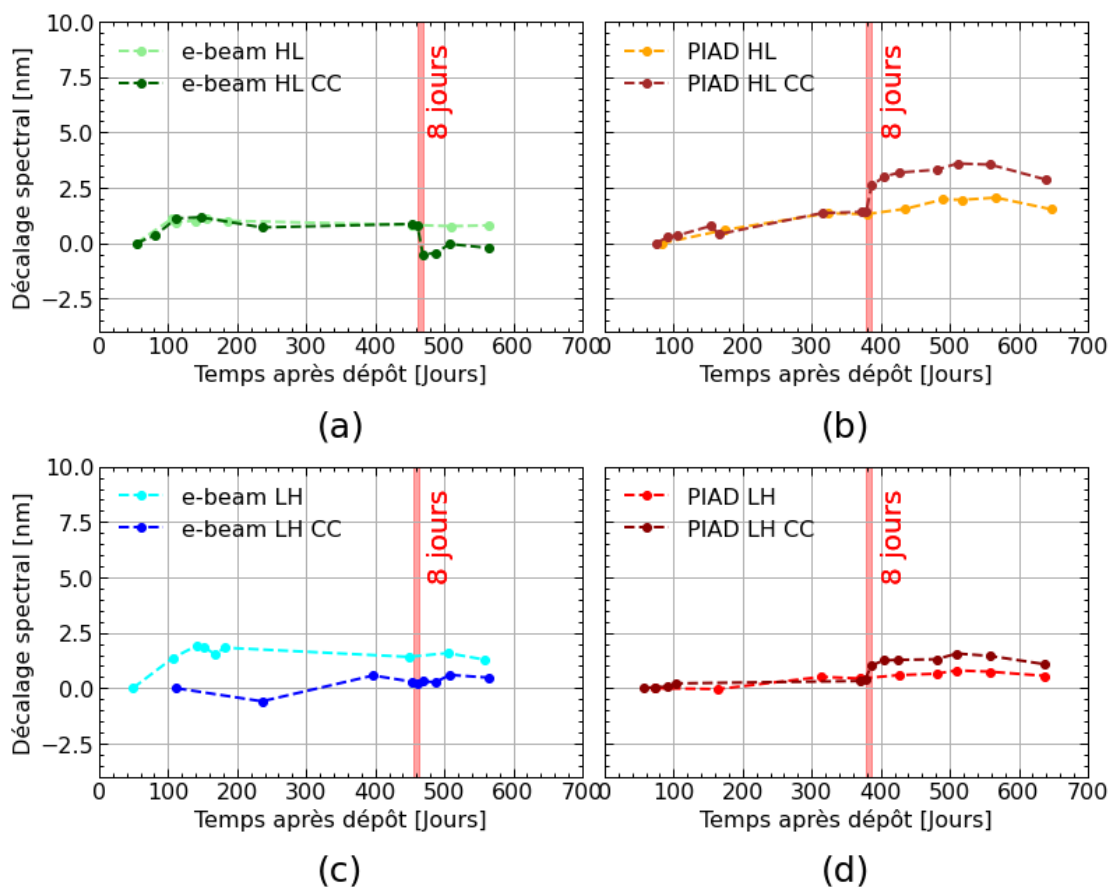 10.0
7.5
5.0
2.5
0.0
−2.5
Décalage spectral [nm]
e-beam HL
e-beam HL CC
8 jours
0 100 200 300 400 500 600 700
Temps après dépôt [Jours]
(a)
PIAD HL
PIAD HL CC
8 jours
0 100 200 300 400 500 600 700
Temps après dépôt [Jours]
(b)
10.0
7.5
5.0
2.5
0.0
−2.5
Décalage spectral [nm]
e-beam LH
e-beam LH CC
8 jours
0 100 200 300 400 500 600 700
Temps après dépôt [Jours]
(c)
PIAD LH
PIAD LH CC
8 jours
0 100 200 300 400 500 600 700
Temps après dépôt [Jours]
(d)